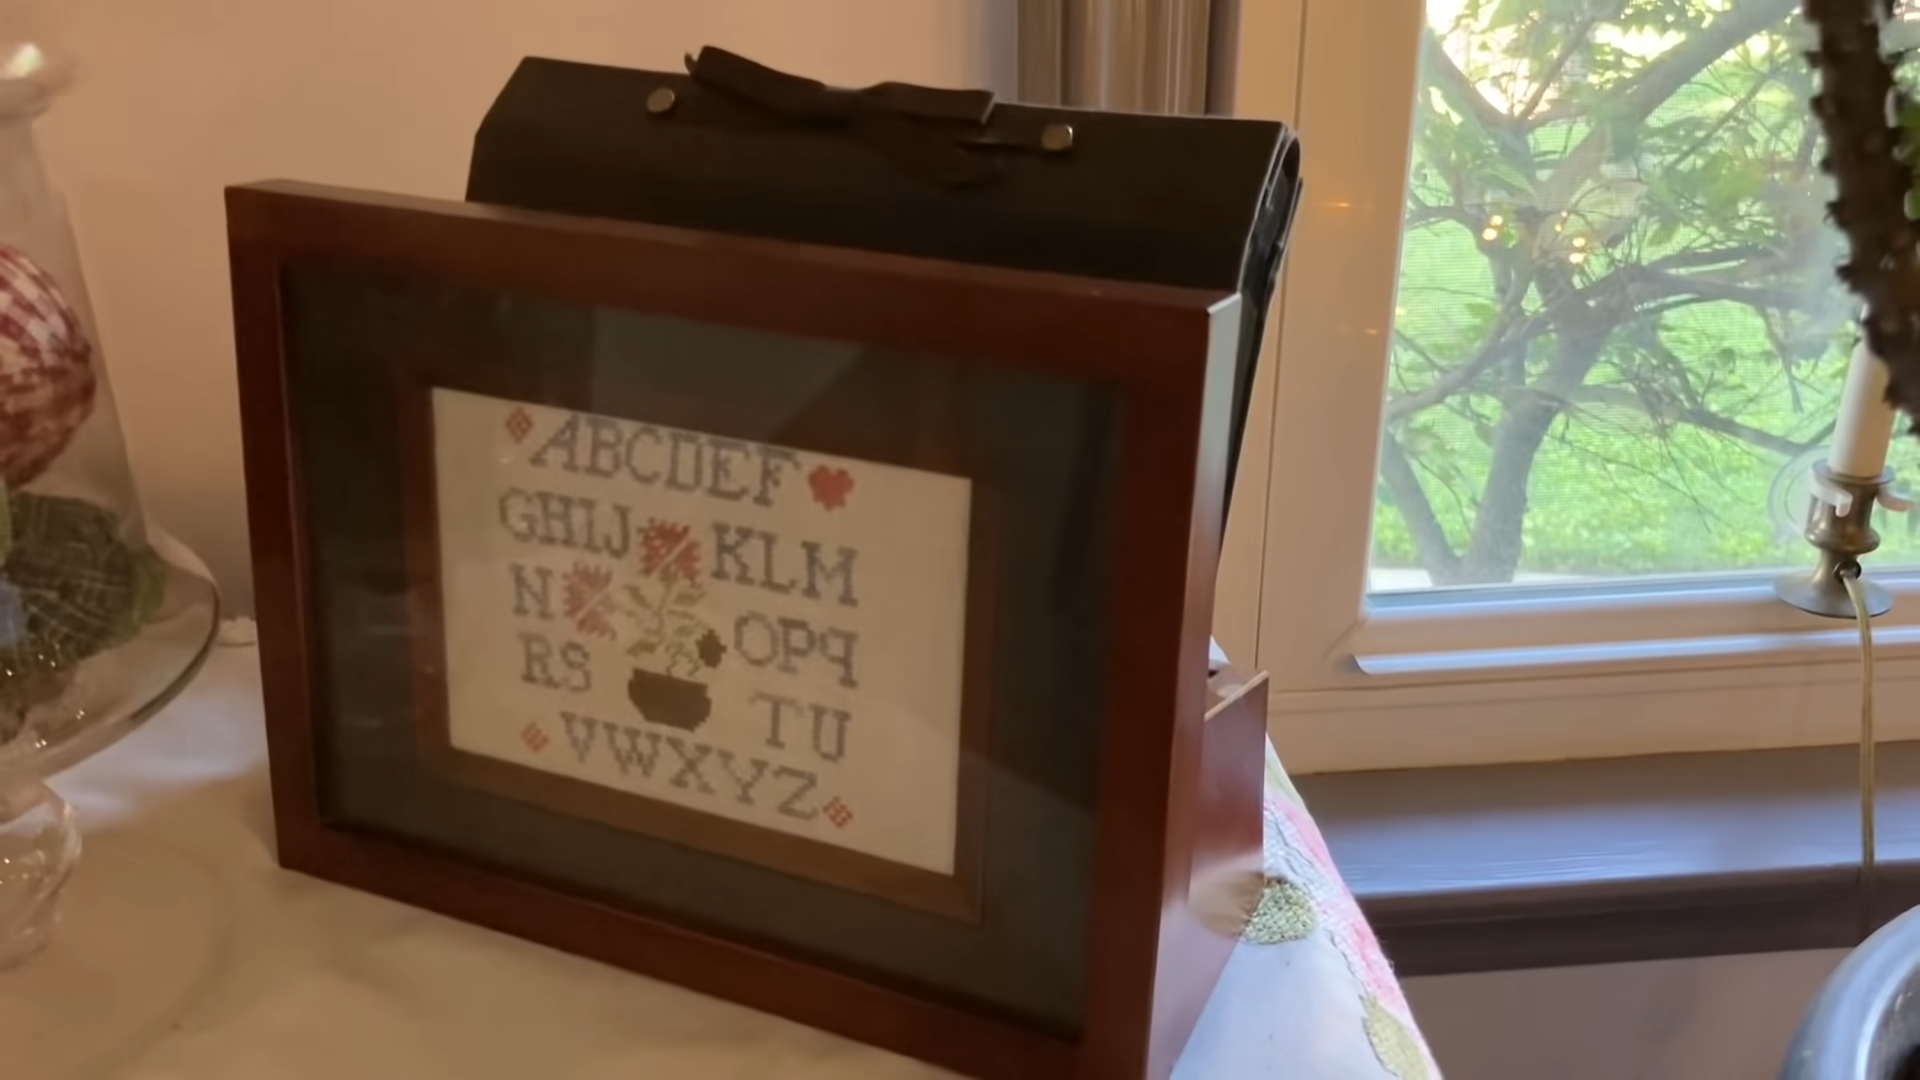 ABCDEF
GHIJ KLM
N OPq
RS TU
VWXYZ